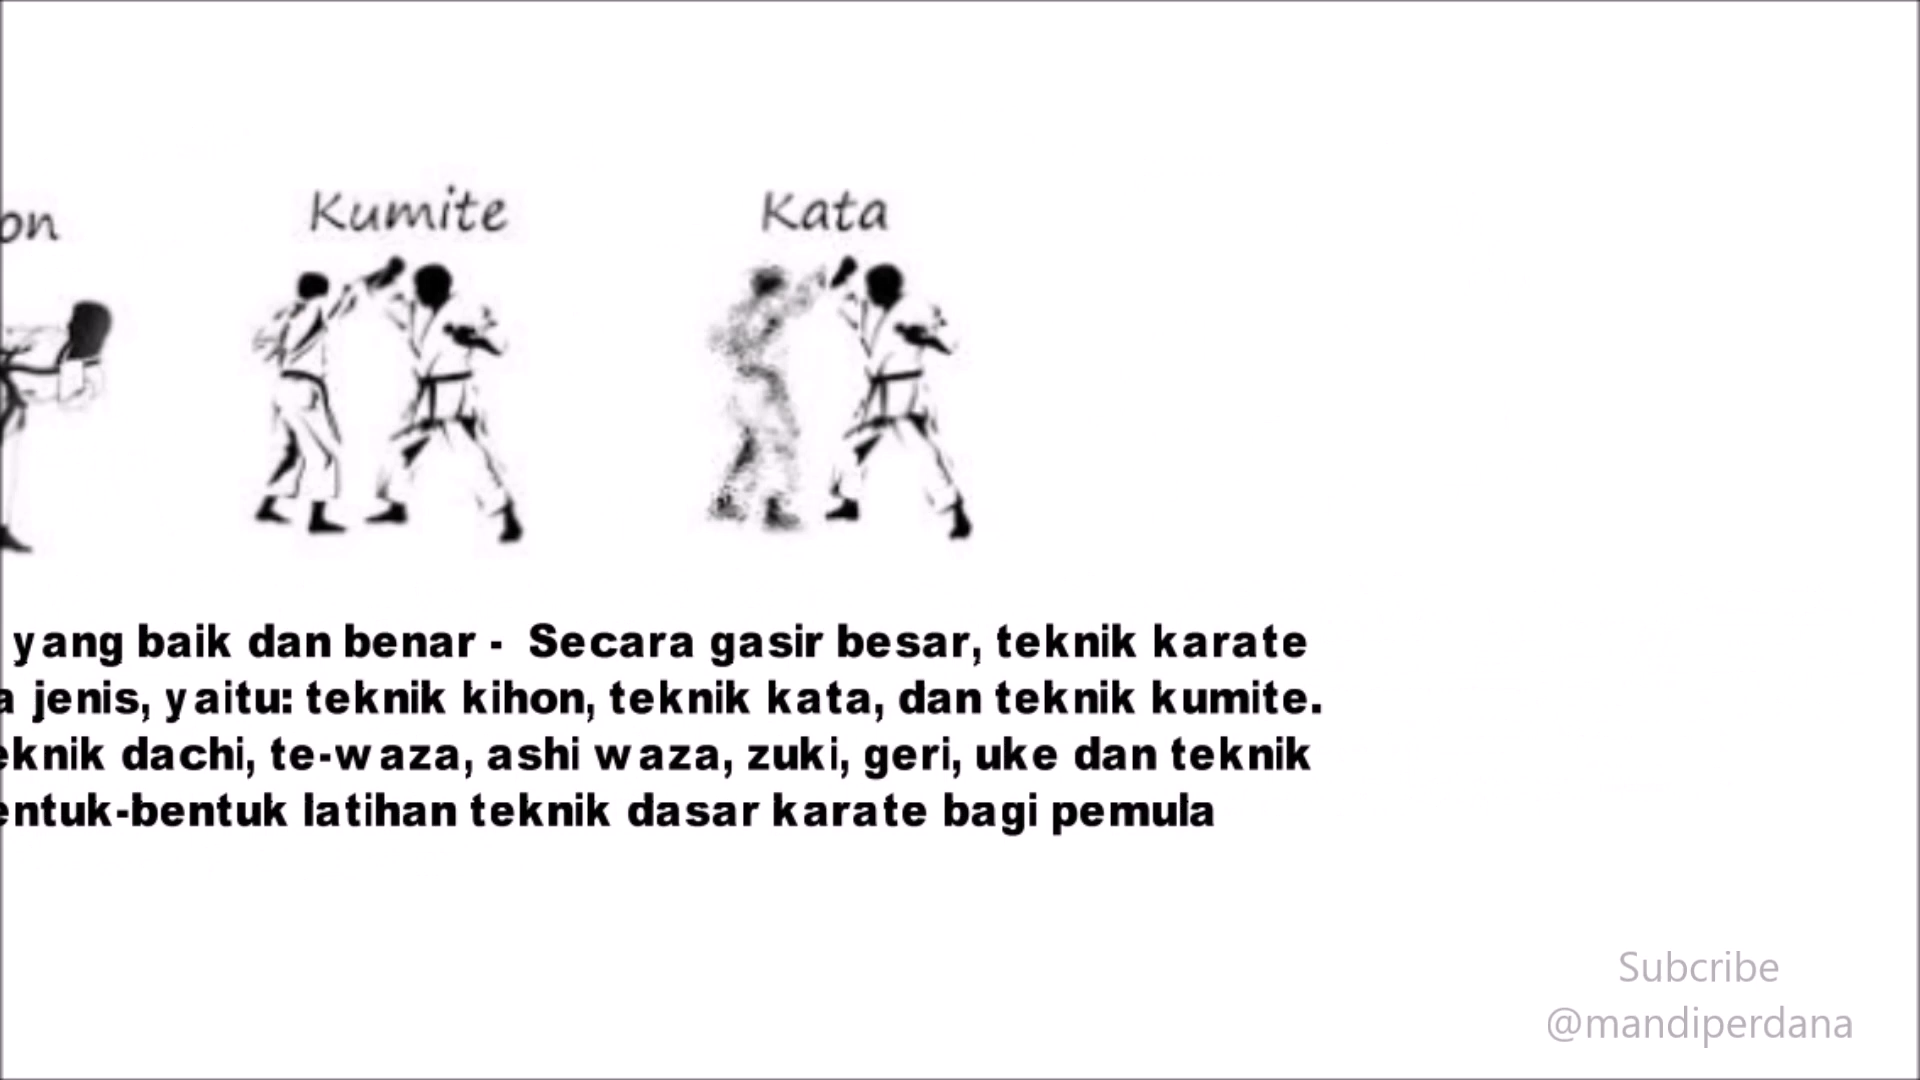 on
Kumite
Kata
yang baik dan benar - Secara gasir besar, teknik karate
a jenis, yaitu: teknik kihon, teknik kata, dan teknik kumite.
eknik dachi, te-waza, ashi waza, zuki, geri, uke dan teknik
entuk-bentuk latihan teknik dasar karate bagi pemula
Subcribe
@mandiperdana